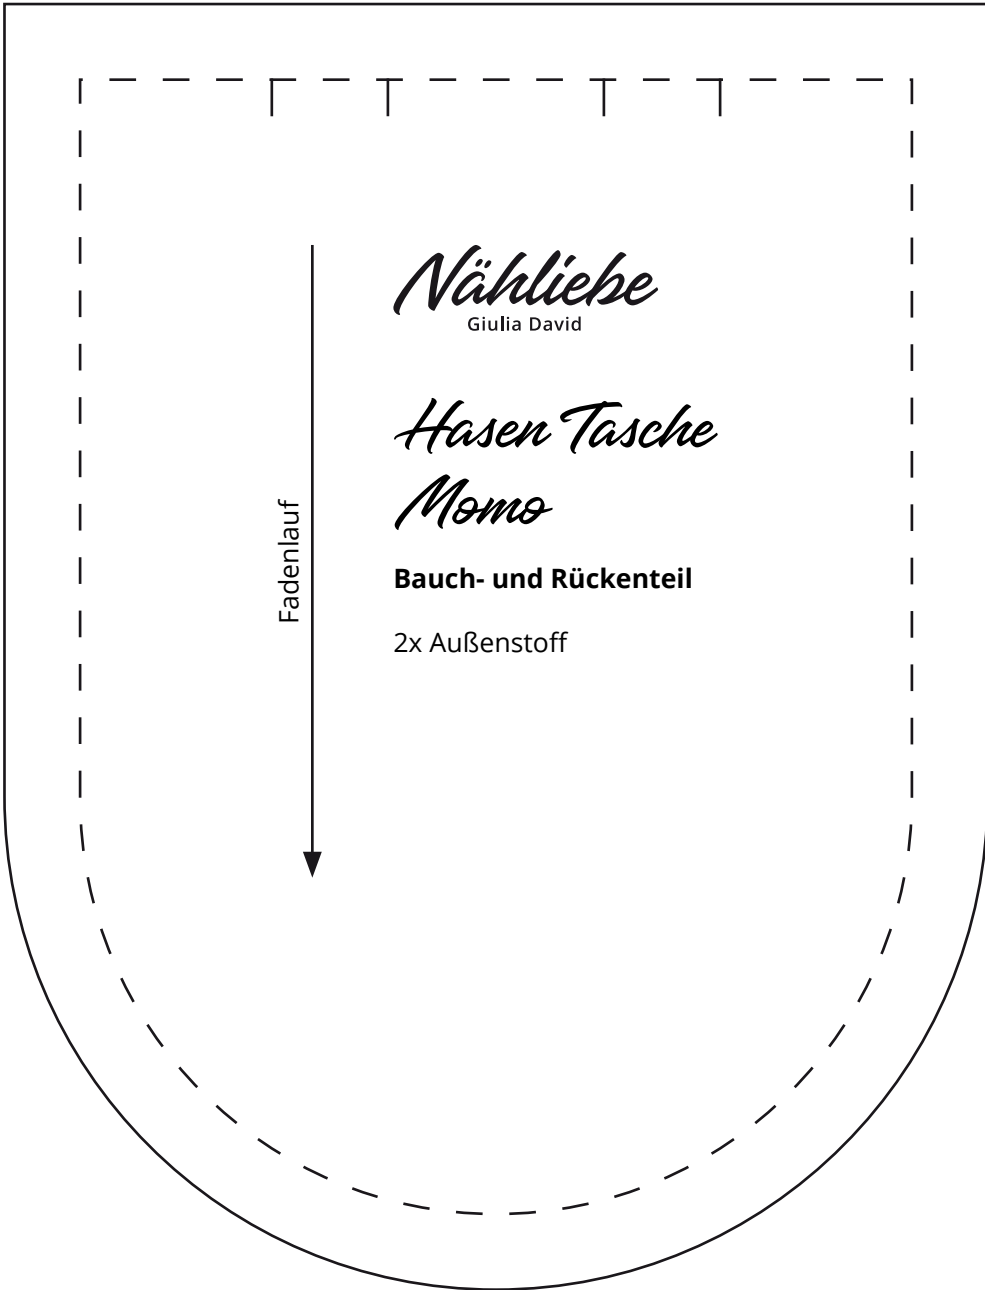 Nähliebe
Giulia David
Hasen Tasche
Momo
Bauch- und Rückenteil
2x Außenstoff
Fadenlauf